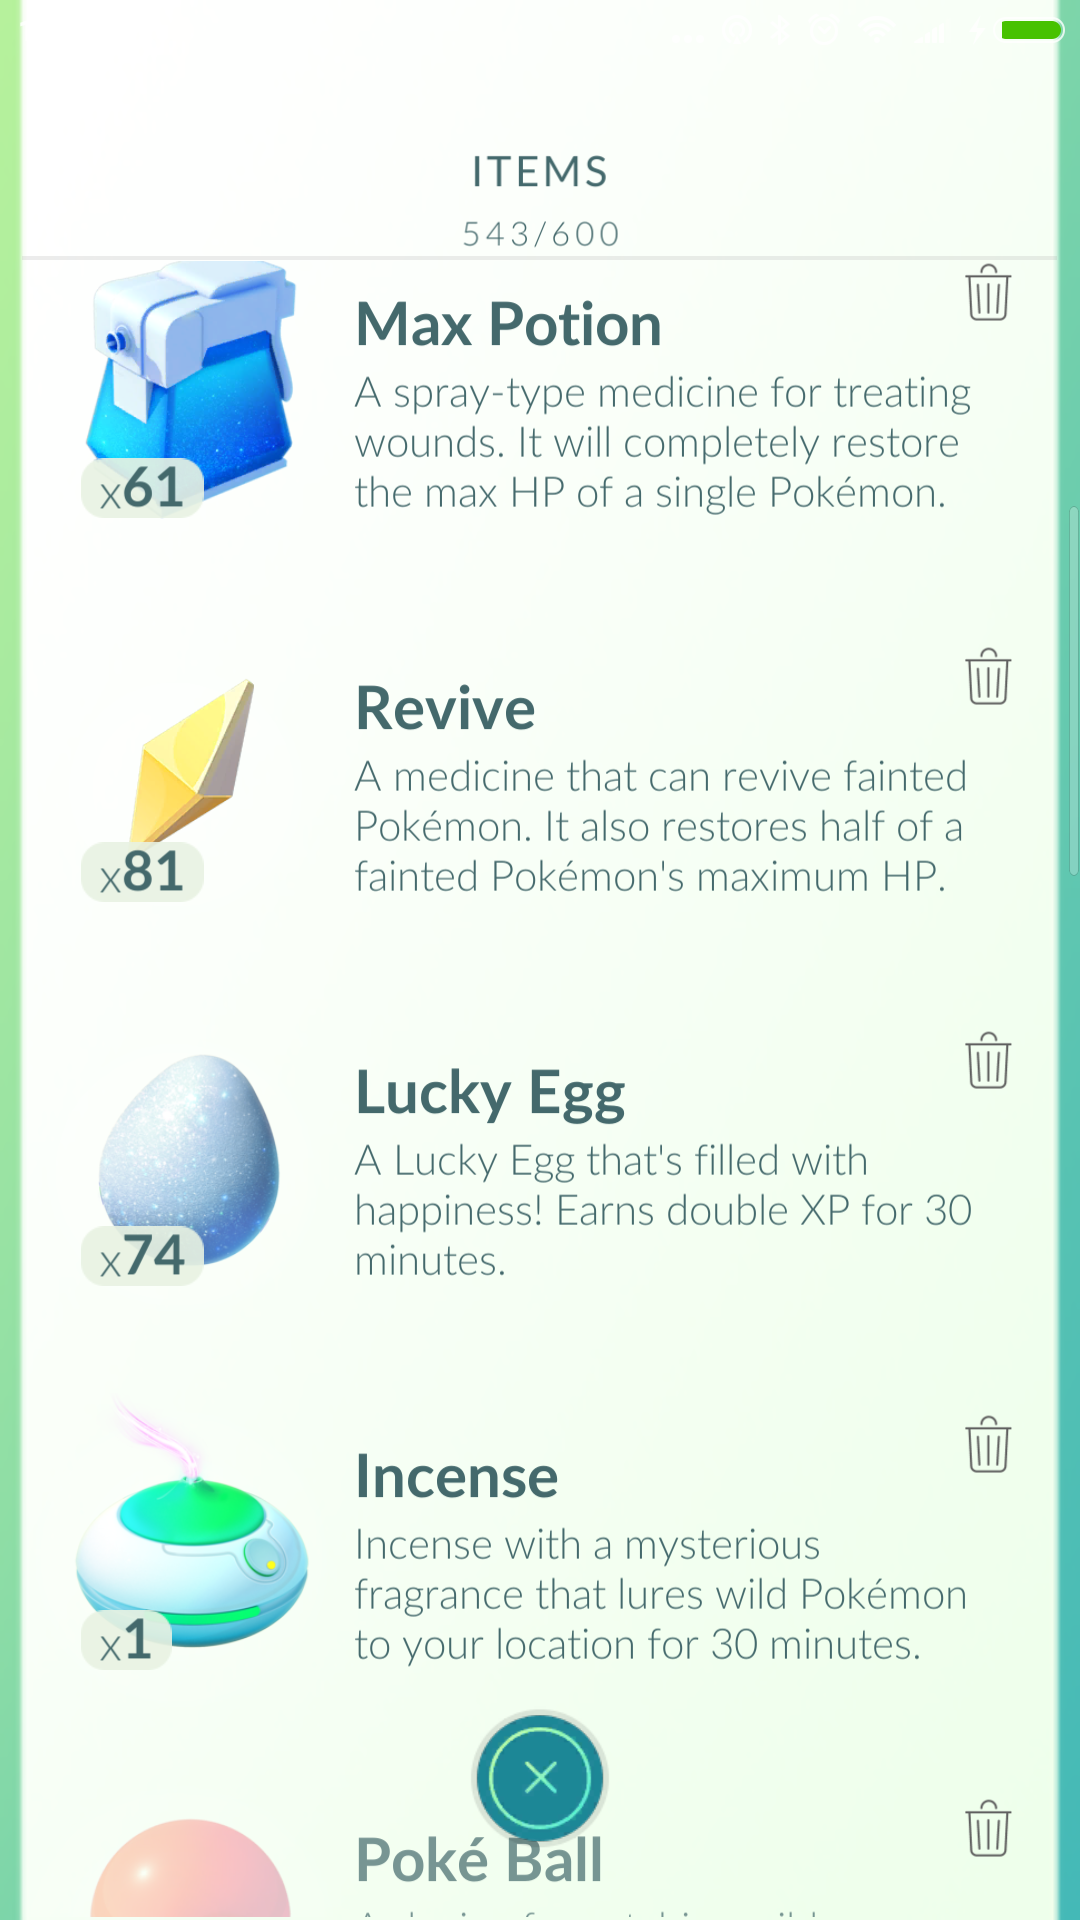 ITEMS
543/600
Max Potion
A spray-type medicine for treating
wounds. It will completely restore
the max HP of a single Pokémon.
x61
Revive
A medicine that can revive fainted
Pokémon. It also restores half of a
fainted Pokémon's maximum HP.
x81
Lucky Egg
A Lucky Egg that's filled with
happiness! Earns double XP for 30
minutes.
x74
Incense
Incense with a mysterious
fragrance that lures wild Pokémon
to your location for 30 minutes.
x1
Poké Ball